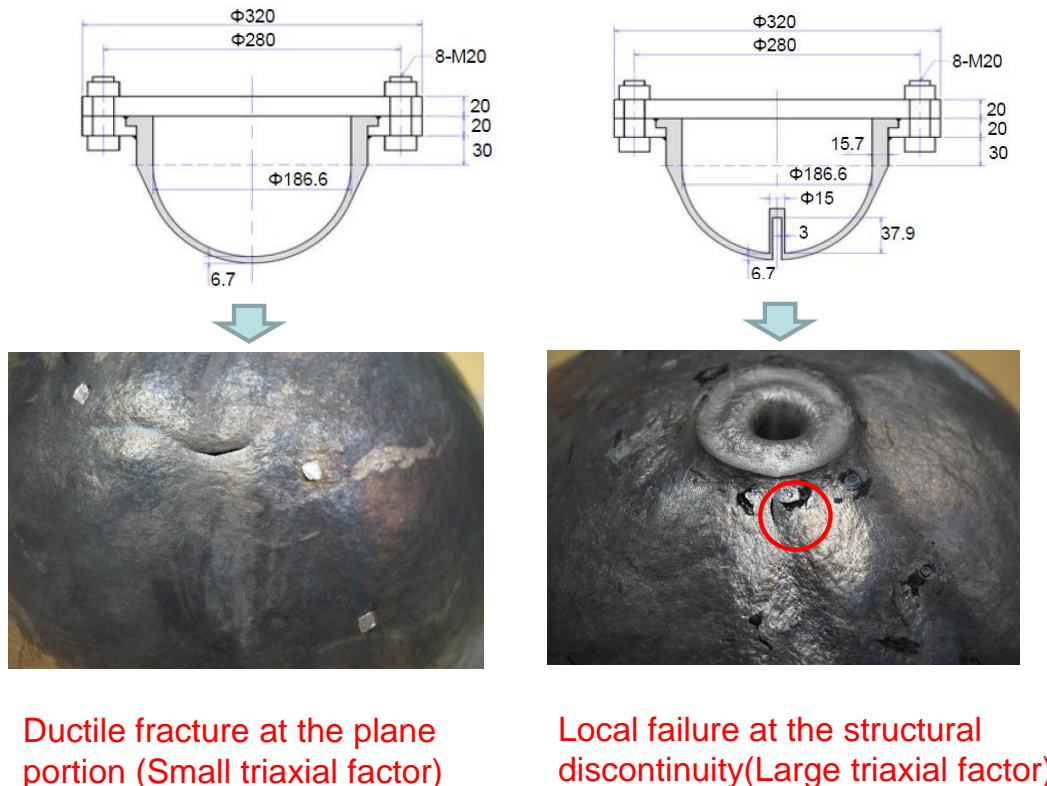 Φ320
Φ280
8-M20
20
20
30
Φ186.6
6.7
Φ320
Φ280
8-M20
20
20
15.7
30
Φ186.6
Φ15
3
37.9
6.7
Ductile fracture at the plane
portion (Small triaxial factor)
Local failure at the structural
discontinuity(Large triaxial factor)